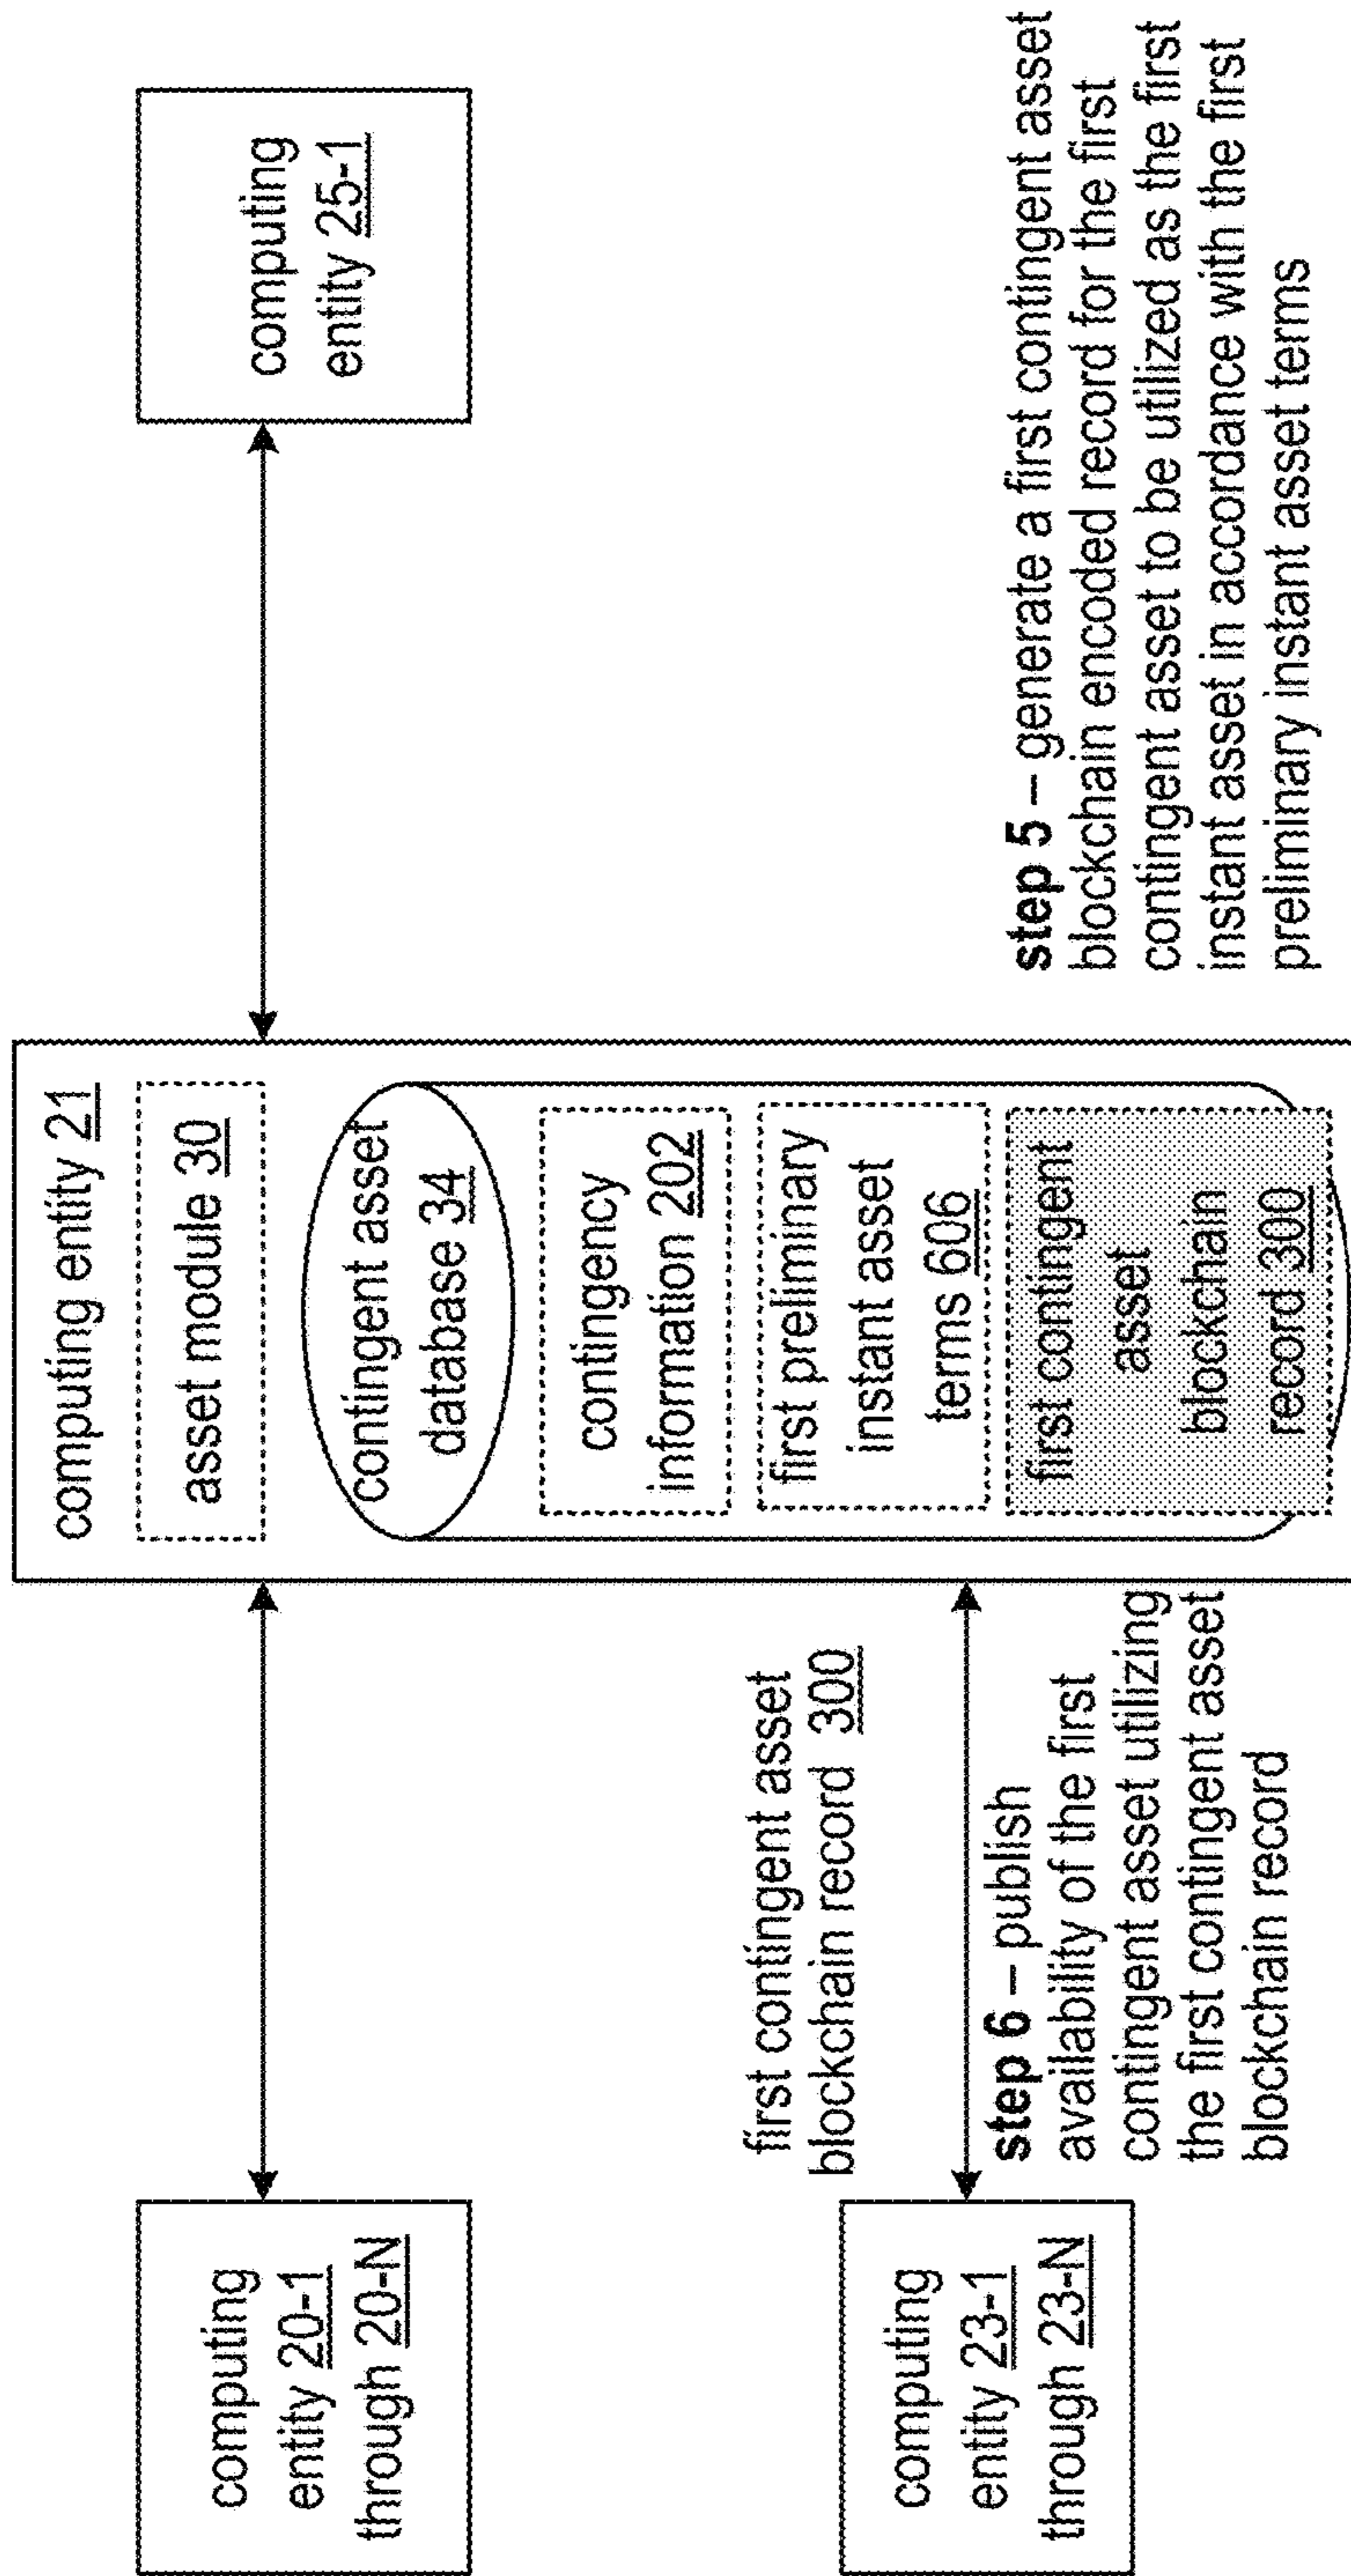 computing
entity 20-1
through 20-N
computing
entity 23-1
through 23-N
first contingent asset
blockchain record 300
step 6 – publish
availability of the first
contingent asset utilizing
the first contingent asset
blockchain record
computing entity 21
asset module 30
contingent asset
database 34
contingency
information 202
first preliminary
instant asset
terms 606
first contingent
asset
blockchain
record 300
computing
entity 25-1
step 5 – generate a first contingent asset
blockchain encoded record for the first
contingent asset to be utilized as the first
instant asset in accordance with the first
preliminary instant asset terms